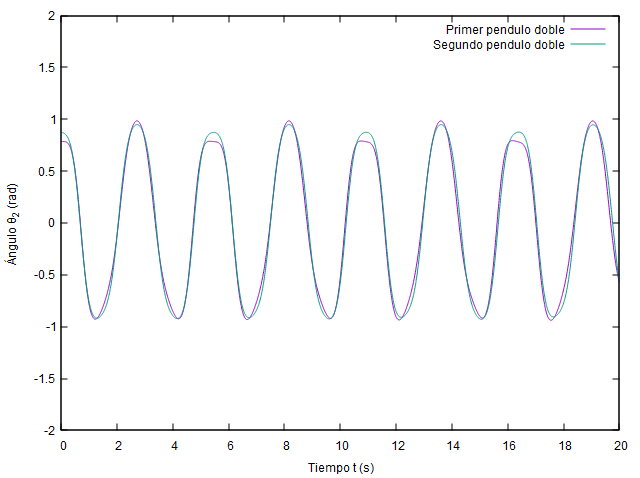 Primer pendulo doble
Segundo pendulo doble
2
1.5
1
0.5
0
-0.5
-1
-1.5
-2
Ángulo θ₂ (rad)
0 2 4 6 8 10 12 14 16 18 20
Tiempo t (s)